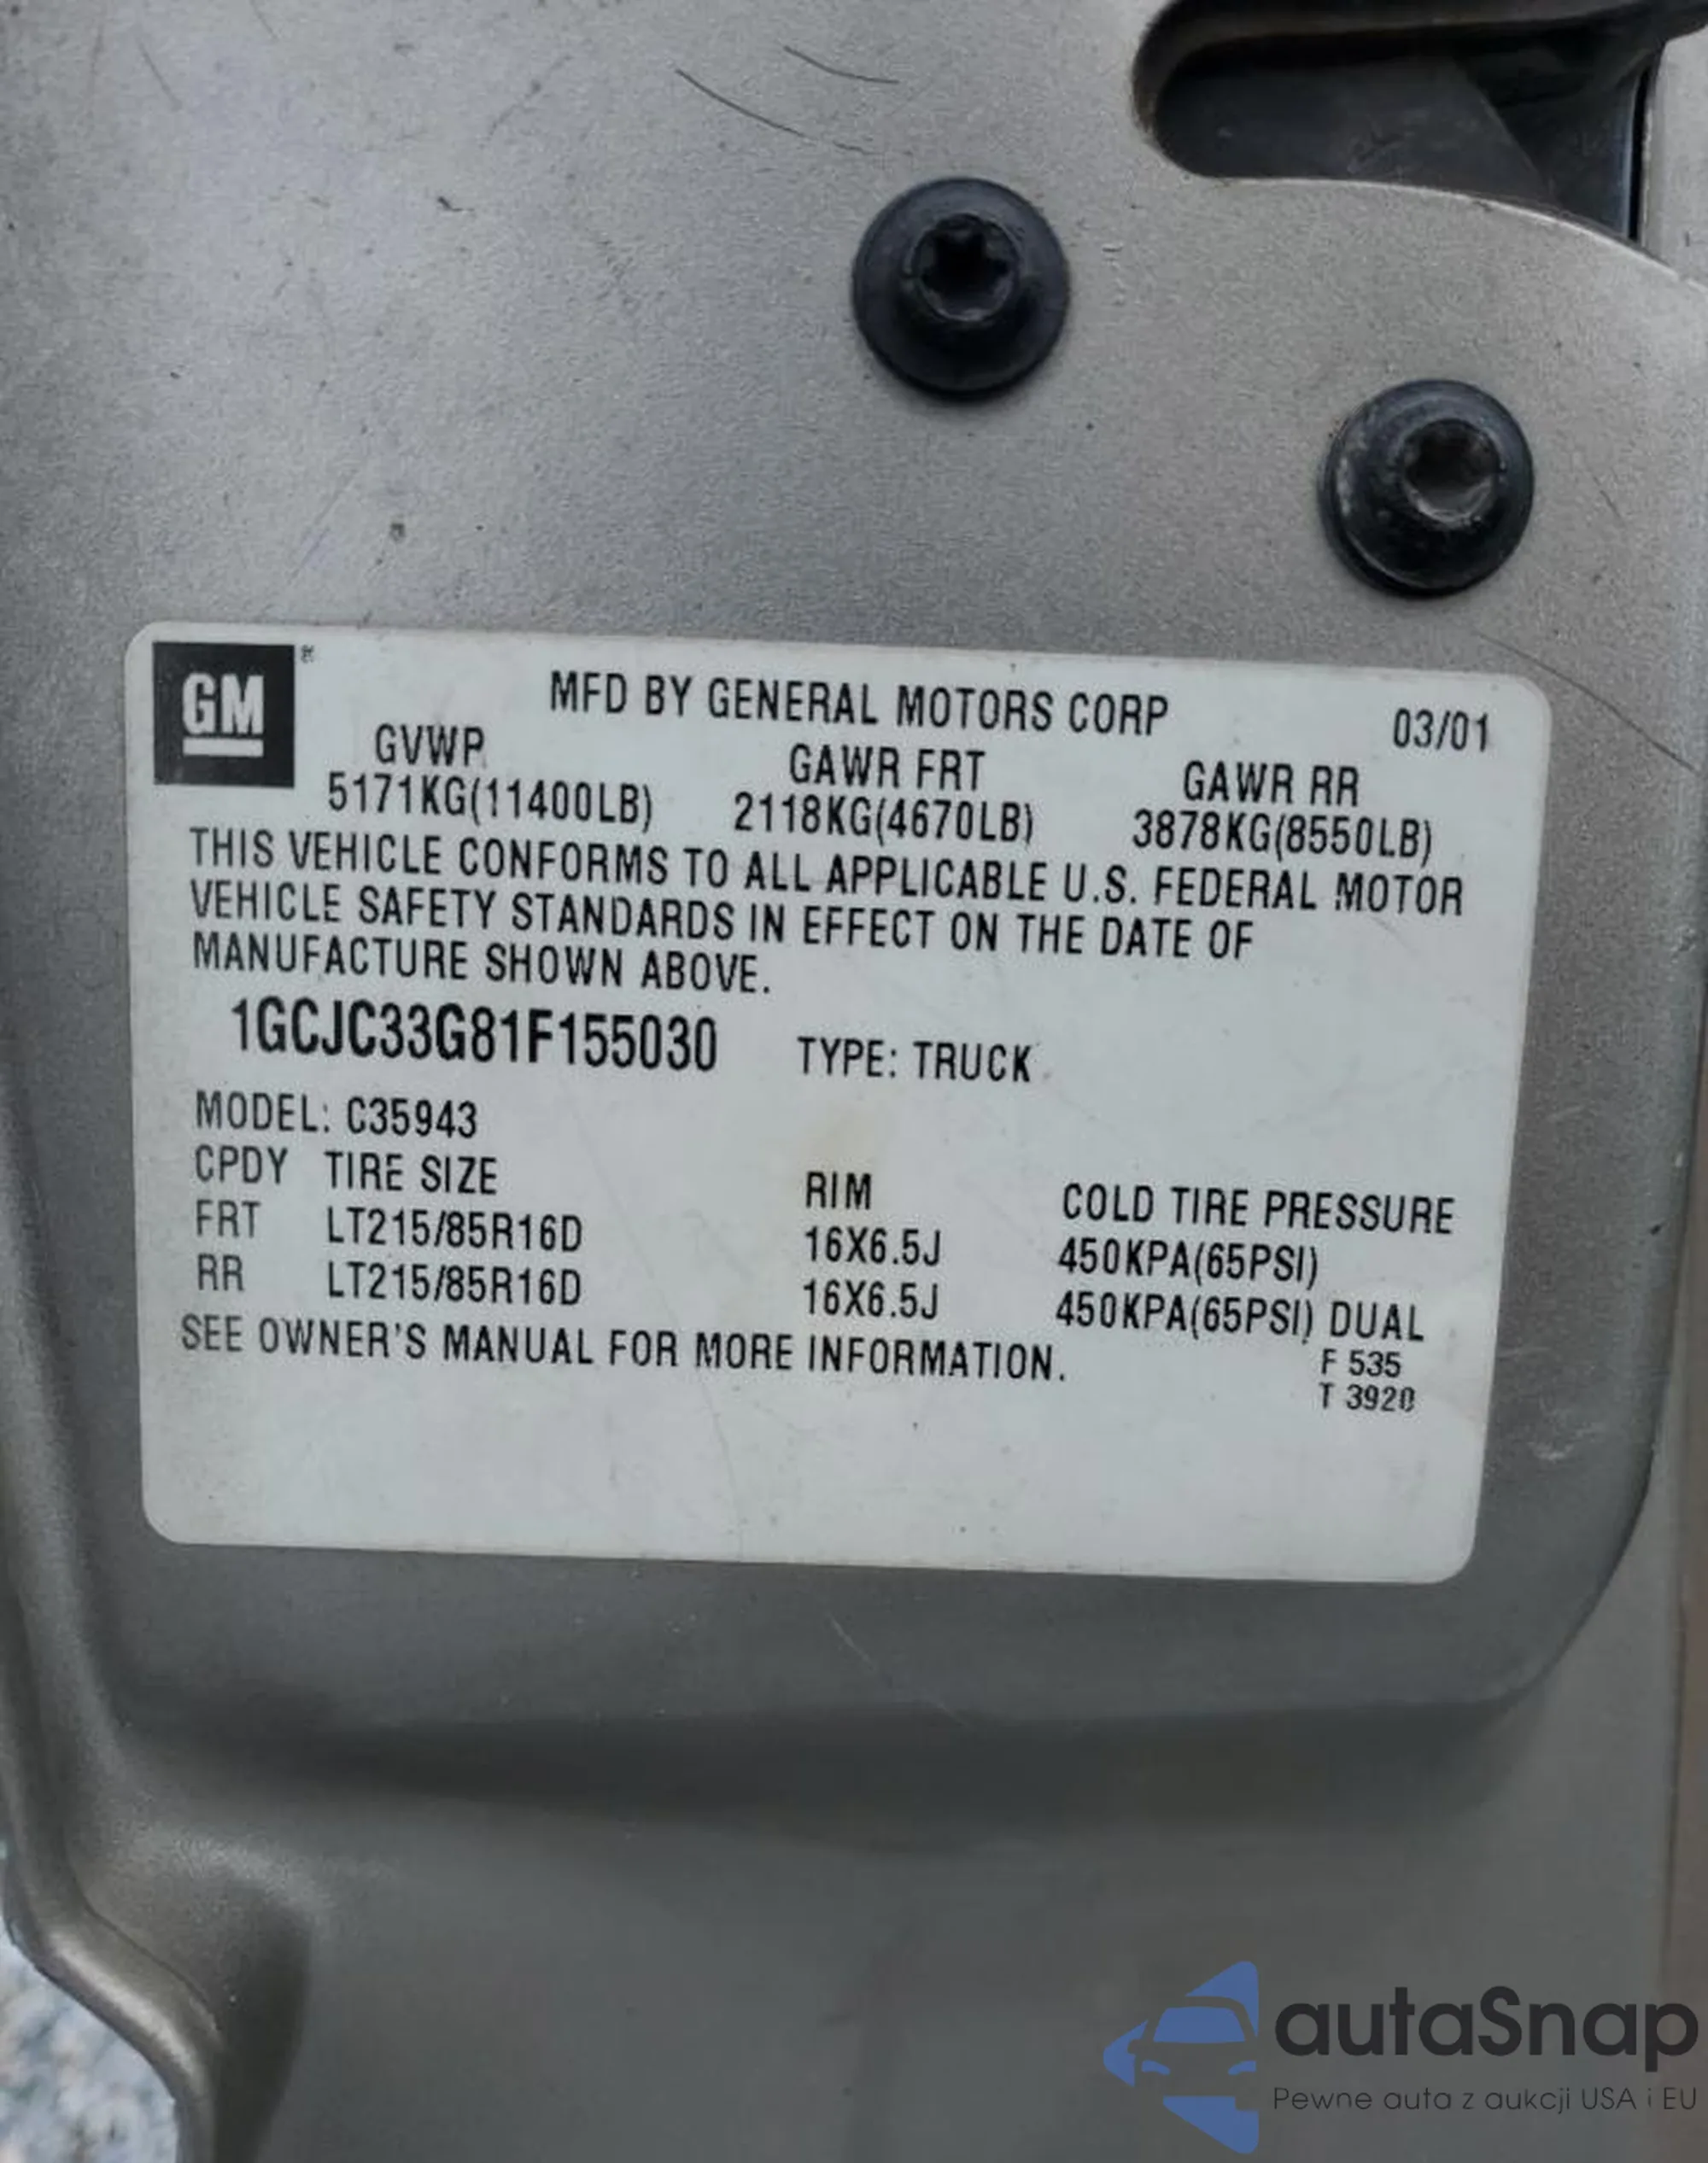 GM®
MFD BY GENERAL MOTORS CORP 03/01
GVWR GAWR FRT GAWR RR
5171KG(11400LB) 2118KG(4670LB) 3878KG(8550LB)
THIS VEHICLE CONFORMS TO ALL APPLICABLE U.S. FEDERAL MOTOR
VEHICLE SAFETY STANDARDS IN EFFECT ON THE DATE OF
MANUFACTURE SHOWN ABOVE.
1GCJC33G81F155030 TYPE: TRUCK
MODEL: C35943
CPDY TIRE SIZE RIM COLD TIRE PRESSURE
FRT LT215/85R16D 16X6.5J 450KPA(65PSI)
RR LT215/85R16D 16X6.5J 450KPA(65PSI) DUAL
SEE OWNER'S MANUAL FOR MORE INFORMATION.
F 535
T 3920
autaSnap
Pewne auta z aukcji USA i EU